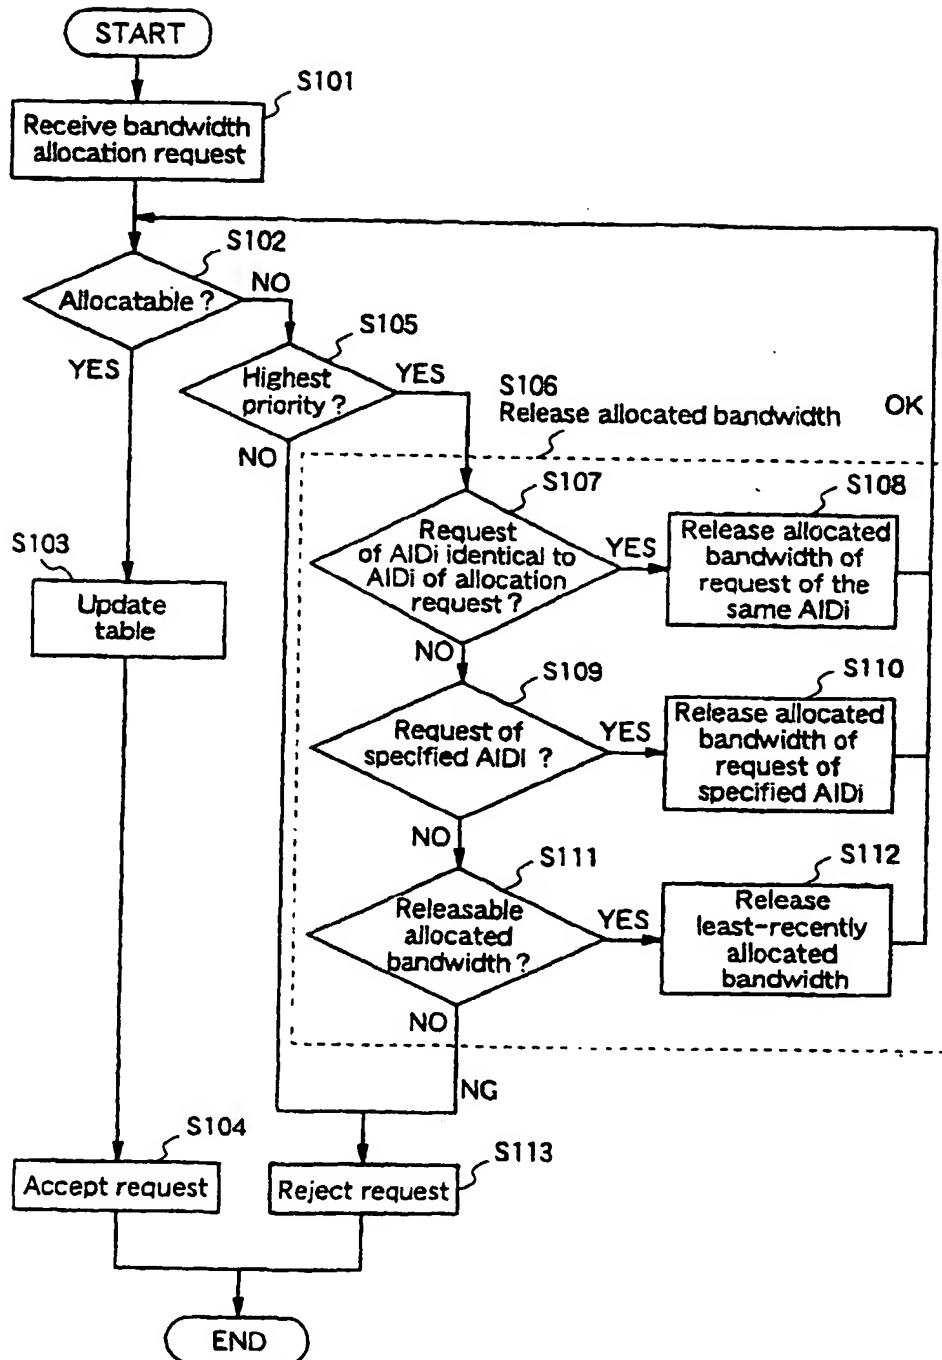 START
S101
Receive bandwidth
allocation request
S102
Allocatable ?
NO
YES
S105
Highest
priority ?
YES
NO
S106
Release allocated bandwidth
OK
S107
Request
of AIDi identical to
AIDi of allocation
request ?
YES
NO
S108
Release allocated
bandwidth of
request of the
same AIDi
S103
Update
table
S109
Request of
specified AIDi ?
YES
NO
S110
Release allocated
bandwidth of
request of
specified AIDi
S111
Releasable
allocated
bandwidth ?
YES
NO
S112
Release
least-recently
allocated
bandwidth
NG
S104
Accept request
S113
Reject request
END